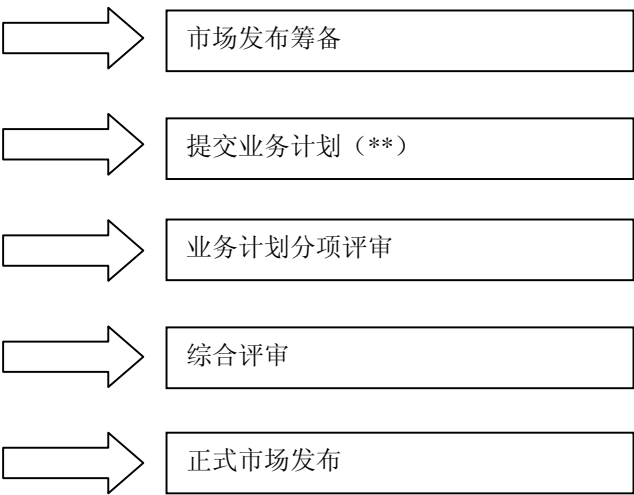 市场发布筹备
提交业务计划（**）
业务计划分项评审
综合评审
正式市场发布